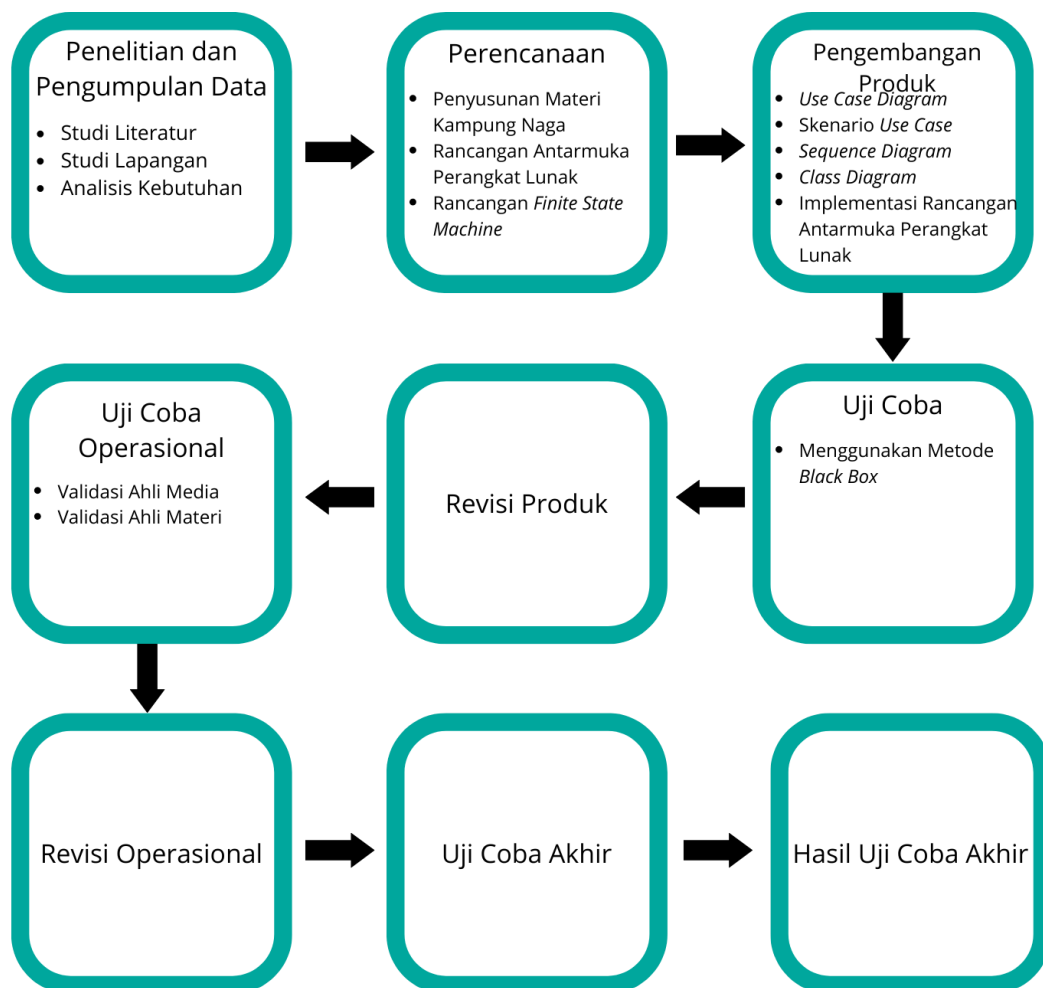 Penelitian dan
Pengumpulan Data
• Studi Literatur
• Studi Lapangan
• Analisis Kebutuhan
Perencanaan
• Penyusunan Materi
Kampung Naga
• Rancangan Antarmuka
Perangkat Lunak
• Rancangan Finite State
Machine
Pengembangan
Produk
• Use Case Diagram
• Skenario Use Case
• Sequence Diagram
• Class Diagram
• Implementasi Rancangan
Antarmuka Perangkat
Lunak
Uji Coba
• Menggunakan Metode
Black Box
Revisi Produk
Uji Coba
Operasional
• Validasi Ahli Media
• Validasi Ahli Materi
Revisi Operasional
Uji Coba Akhir
Hasil Uji Coba Akhir